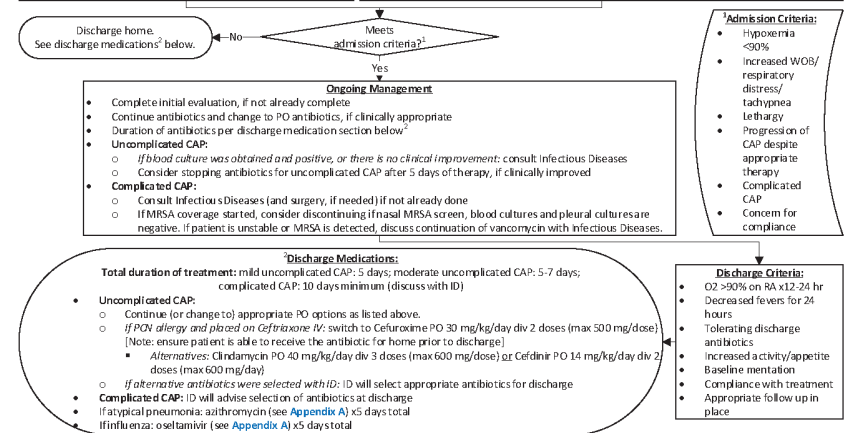 Discharge home.
See discharge medications2 below.
No
Meets
admission criteria?1
Yes
1Admission Criteria:
• Hypoxemia
<90%
• Increased WOB/
respiratory
distress/
tachypnea
• Lethargy
• Progression of
CAP despite
appropriate
therapy
• Complicated
CAP
• Concern for
compliance
Ongoing Management
• Complete initial evaluation, if not already complete
• Continue antibiotics and change to PO antibiotics, if clinically appropriate
• Duration of antibiotics per discharge medication section below2
• Uncomplicated CAP:
o If blood culture was obtained and positive, or there is no clinical improvement: consult Infectious Diseases
o Consider stopping antibiotics for uncomplicated CAP after 5 days of therapy, if clinically improved
• Complicated CAP:
o Consult Infectious Diseases (and surgery, if needed) if not already done
o If MRSA coverage started, consider discontinuing if nasal MRSA screen, blood cultures and pleural cultures are
negative. If patient is unstable or MRSA is detected, discuss continuation of vancomycin with Infectious Diseases.
2Discharge Medications:
Total duration of treatment: mild uncomplicated CAP: 5 days; moderate uncomplicated CAP: 5-7 days;
complicated CAP: 10 days minimum (discuss with ID)
• Uncomplicated CAP:
o Continue (or change to) appropriate PO options as listed above.
o If PCN allergy and placed on Ceftriaxone IV: switch to Cefuroxime PO 30 mg/kg/day div 2 doses (max 500 mg/dose)
[Note: ensure patient is able to receive the antibiotic for home prior to discharge]
▪ Alternatives: Clindamycin PO 40 mg/kg/day div 3 doses (max 600 mg/dose) or Cefdinir PO 14 mg/kg/day div 2
doses (max 600 mg/day)
o If alternative antibiotics were selected with ID: ID will select appropriate antibiotics for discharge
• Complicated CAP: ID will advise selection of antibiotics at discharge
• If atypical pneumonia: azithromycin (see Appendix A) x5 days total
• If influenza: oseltamivir (see Appendix A) x5 days total
Discharge Criteria:
• O2 >90% on RA x12-24 hr
• Decreased fevers for 24
hours
• Tolerating discharge
antibiotics
• Increased activity/appetite
• Baseline mentation
• Compliance with treatment
• Appropriate follow up in
place